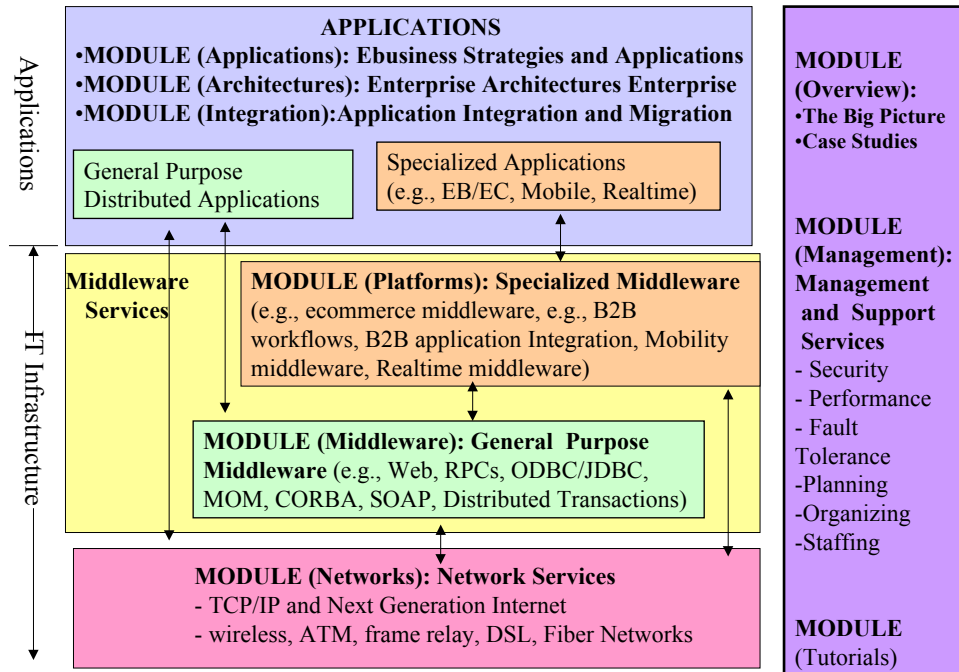 Applications
IT Infrastructure
APPLICATIONS
•MODULE (Applications): Ebusiness Strategies and Applications
•MODULE (Architectures): Enterprise Architectures Enterprise
•MODULE (Integration):Application Integration and Migration
General Purpose
Distributed Applications
Specialized Applications
(e.g., EB/EC, Mobile, Realtime)
Middleware
Services
MODULE (Platforms): Specialized Middleware
(e.g., ecommerce middleware, e.g., B2B
workflows, B2B application Integration, Mobility
middleware, Realtime middleware)
MODULE (Middleware): General Purpose
Middleware (e.g., Web, RPCs, ODBC/JDBC,
MOM, CORBA, SOAP, Distributed Transactions)
MODULE (Networks): Network Services
- TCP/IP and Next Generation Internet
- wireless, ATM, frame relay, DSL, Fiber Networks
MODULE
(Overview):
•The Big Picture
•Case Studies
MODULE
(Management):
Management
and Support
Services
- Security
- Performance
- Fault
Tolerance
-Planning
-Organizing
-Staffing
MODULE
(Tutorials)